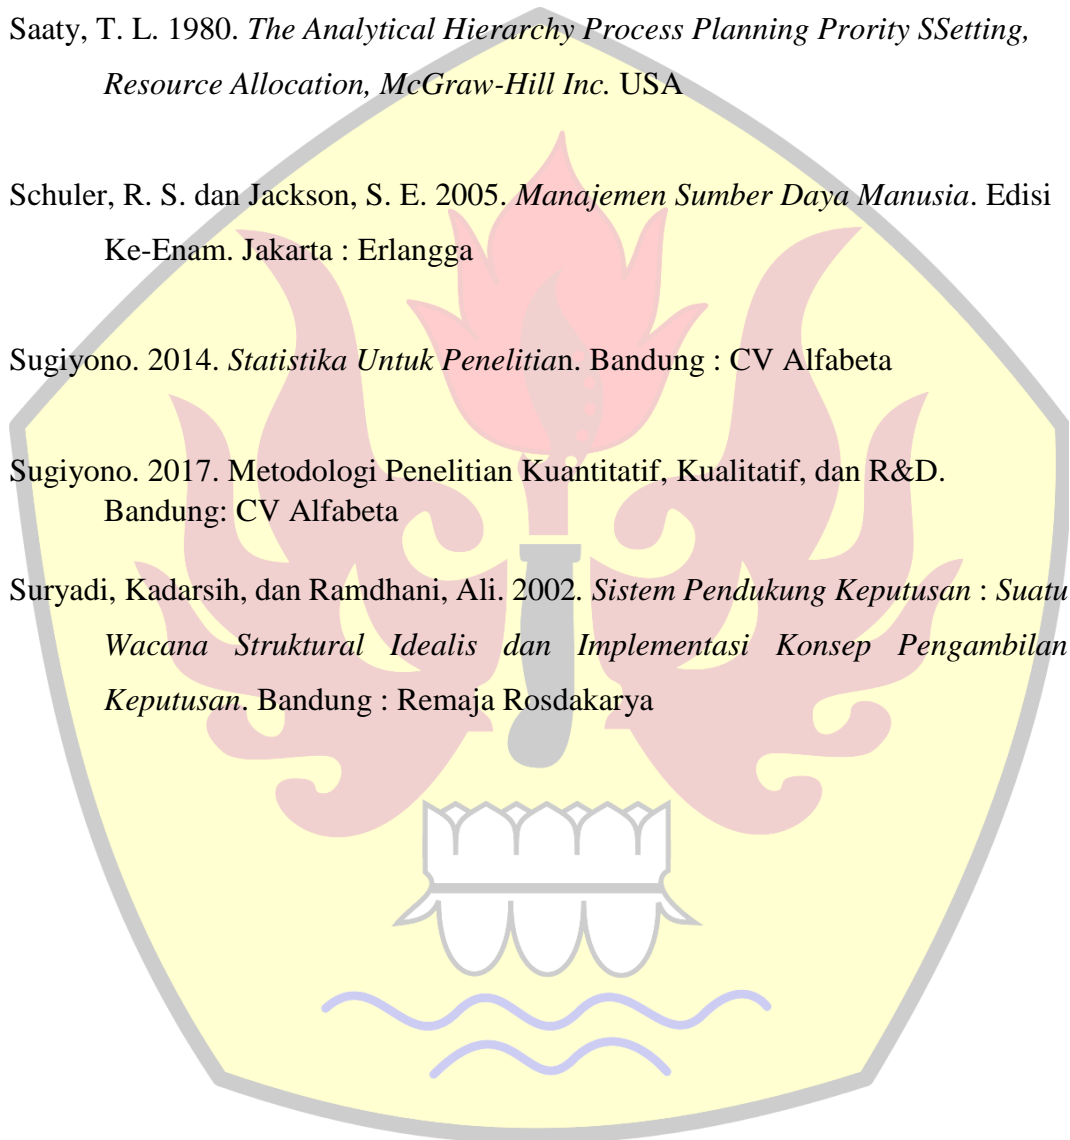 Saaty, T. L. 1980. The Analytical Hierarchy Process Planning Prority SSetting,
Resource Allocation, McGraw-Hill Inc. USA
Schuler, R. S. dan Jackson, S. E. 2005. Manajemen Sumber Daya Manusia. Edisi
Ke-Enam. Jakarta : Erlangga
Sugiyono. 2014. Statistika Untuk Penelitian. Bandung : CV Alfabeta
Sugiyono. 2017. Metodologi Penelitian Kuantitatif, Kualitatif, dan R&D.
Bandung: CV Alfabeta
Suryadi, Kadarsih, dan Ramdhani, Ali. 2002. Sistem Pendukung Keputusan : Suatu
Wacana Struktural Idealis dan Implementasi Konsep Pengambilan
Keputusan. Bandung : Remaja Rosdakarya